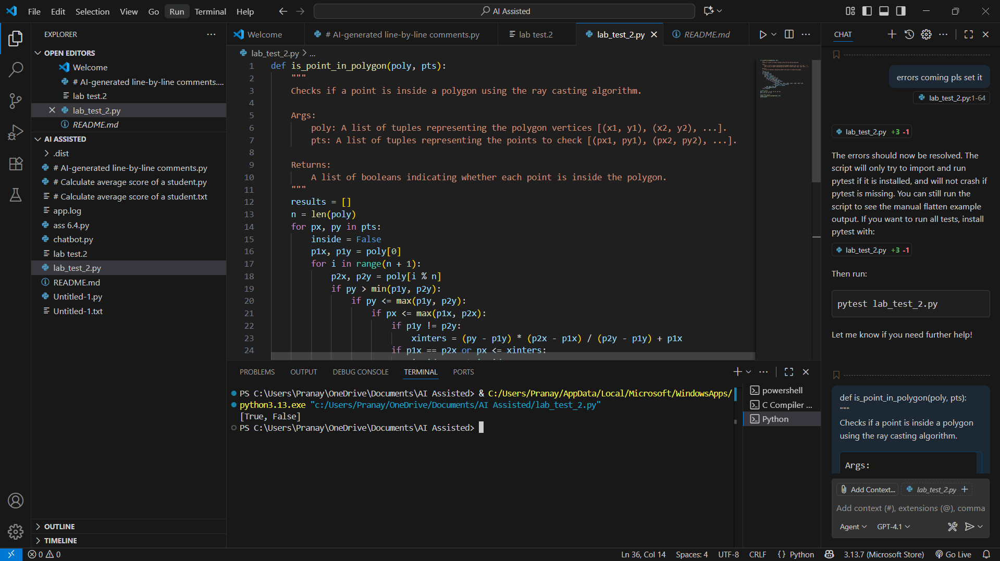 File Edit Selection View Go Run Terminal Help
AI Assisted
EXPLORER
OPEN EDITORS
Welcome
# AI-generated line-by-line comments....
lab test.2
lab_test_2.py
README.md
AI ASSISTED
.dist
# AI-generated line-by-line comments.py
# Calculate average score of a student.py
# Calculate average score of a student.txt
app.log
ass 6.4.py
chatbot.py
lab test.2
lab_test_2.py
README.md
Untitled-1.py
Untitled-1.txt
OUTLINE
TIMELINE
Welcome # AI-generated line-by-line comments.py lab test.2 lab_test_2.py README.md
lab_test_2.py > ...
1 def is_point_in_polygon(poly, pts):
2 """
3 Checks if a point is inside a polygon using the ray casting algorithm.
4
5 Args:
6 poly: A list of tuples representing the polygon vertices [(x1, y1), (x2, y2), ...].
7 pts: A list of tuples representing the points to check [(px1, py1), (px2, py2), ...].
8
9 Returns:
10 A list of booleans indicating whether each point is inside the polygon.
11 """
12 results = []
13 n = len(poly)
14 for px, py in pts:
15 inside = False
16 p1x, p1y = poly[0]
17 for i in range(n + 1):
18 p2x, p2y = poly[i % n]
19 if py > min(p1y, p2y):
20 if py <= max(p1y, p2y):
21 if px <= max(p1x, p2x):
22 if p1y != p2y:
23 xinters = (py - p1y) * (p2x - p1x) / (p2y - p1y) + p1x
24 if p1x == p2x or px <= xinters:
PROBLEMS OUTPUT DEBUG CONSOLE TERMINAL PORTS
PS C:\Users\Pranay\OneDrive\Documents\AI Assisted> & C:/Users/Pranay/AppData/Local/Microsoft/WindowsApps/
python3.13.exe "c:/Users/Pranay/OneDrive/Documents/AI Assisted/lab_test_2.py"
[True, False]
PS C:\Users\Pranay\OneDrive\Documents\AI Assisted>
powershell
C Compiler ...
Python
CHAT
errors coming pls set it
lab_test_2.py:1-64
lab_test_2.py +3 -1
The errors should now be resolved. The
script will only try to import and run
pytest if it is installed, and will not crash if
pytest is missing. You can still run the
script to see the manual flatten example
output. If you want to run all tests, install
pytest with:
lab_test_2.py +3 -1
Then run:
pytest lab_test_2.py
Let me know if you need further help!
def is_point_in_polygon(poly, pts):
"""
Checks if a point is inside a polygon
using the ray casting algorithm.
Args:
Add Context... lab_test_2.py +
Add context (#), extensions (@), comma
Agent GPT-4.1
0 0
Ln 36, Col 14 Spaces: 4 UTF-8 CRLF {} Python 3.13.7 (Microsoft Store) Go Live